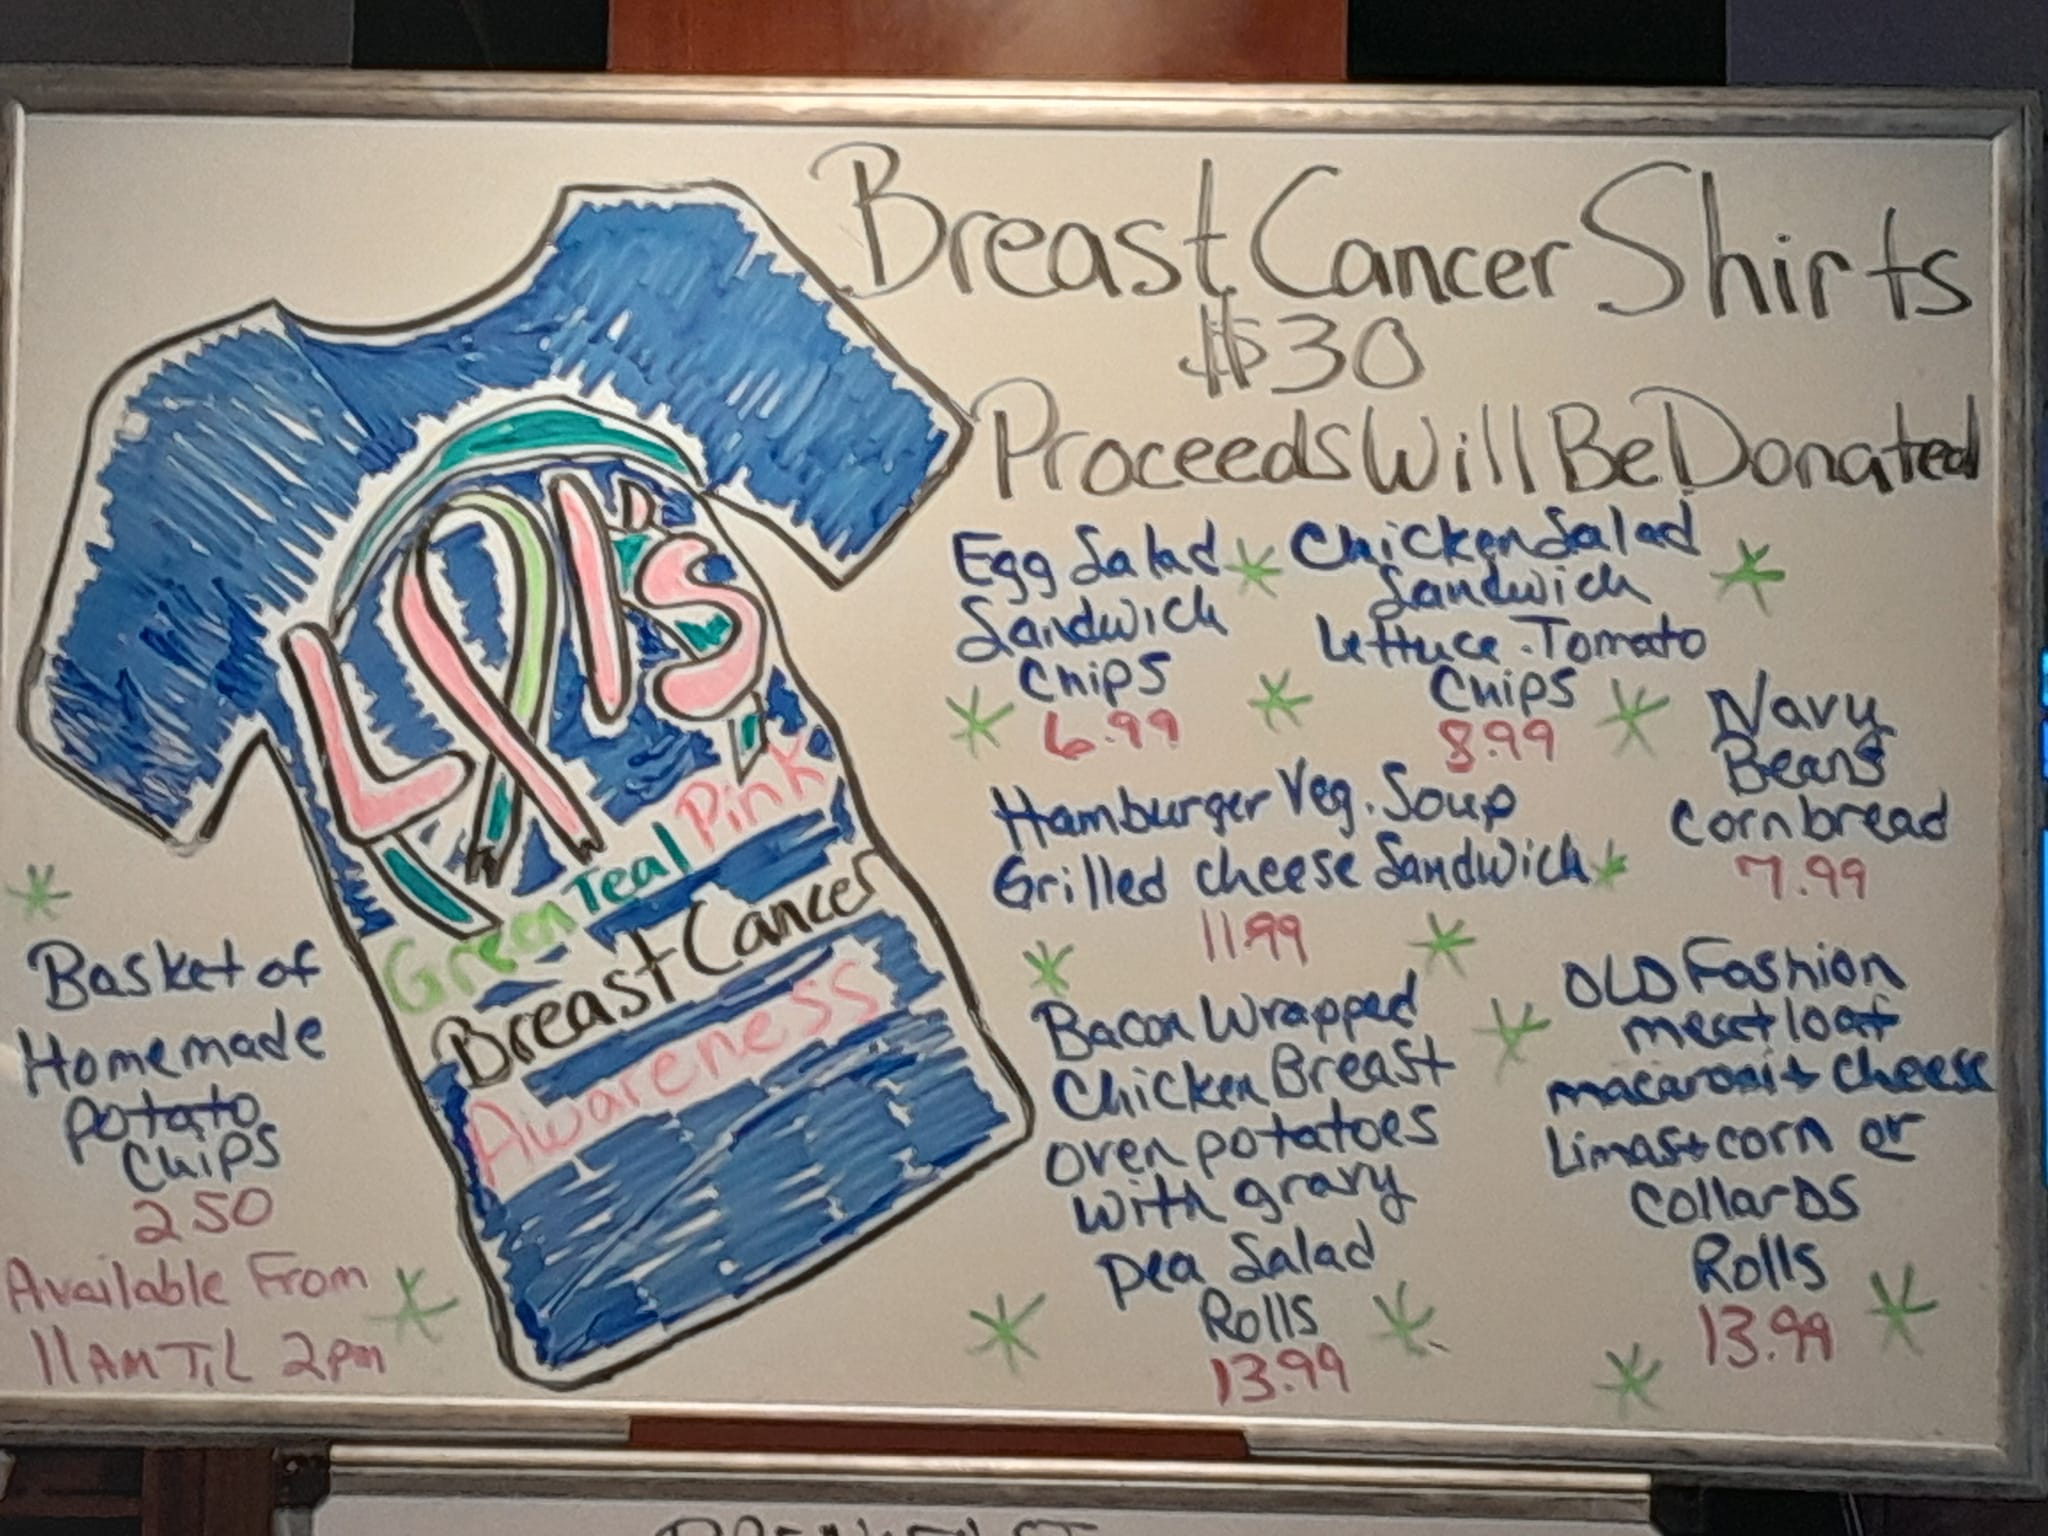 Breast Cancer Shirts
$30
Proceeds Will Be Donated
Lil's
Green Teal Pink
Breast Cancer
Awareness
Egg Salad
Sandwich
Chips
6.99
Chicken Salad
Sandwich
Lettuce. Tomato
Chips
8.99
Navy
Beans
Cornbread
7.99
Hamburger Veg. Soup
Grilled cheese Sandwich
11.99
Basket of
Homemade
Potato
Chips
2 50
Available From
11 AM TiL 2pm
Bacon Wrapped
Chicken Breast
oven potatoes
with gravy
pea Salad
Rolls
13.99
OLD Fashion
meatloaf
macaroni + cheese
Limas + corn or
CollarDS
Rolls
13.99